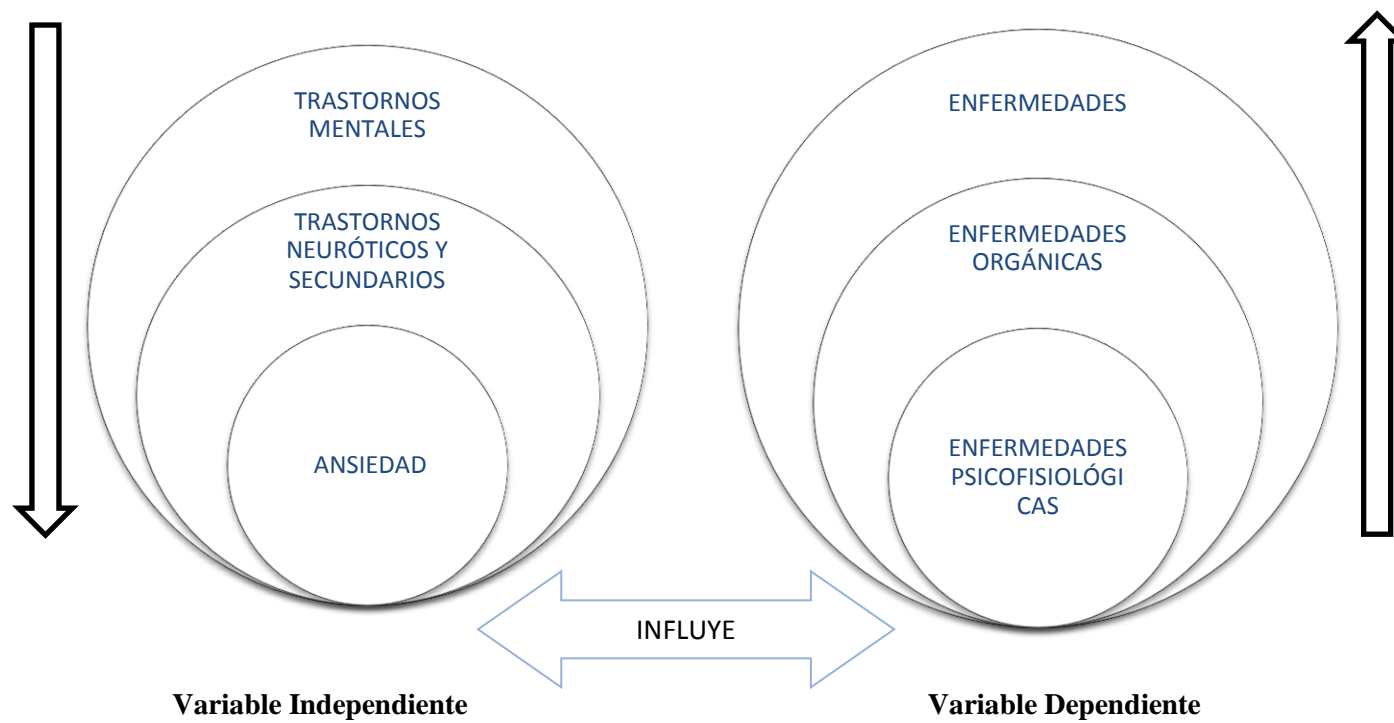 TRASTORNOS
MENTALES
TRASTORNOS
NEURÓTICOS Y
SECUNDARIOS
ANSIEDAD
ENFERMEDADES
ENFERMEDADES
ORGÁNICAS
ENFERMEDADES
PSICOFISIOLÓGI
CAS
INFLUYE
Variable Independiente
Variable Dependiente